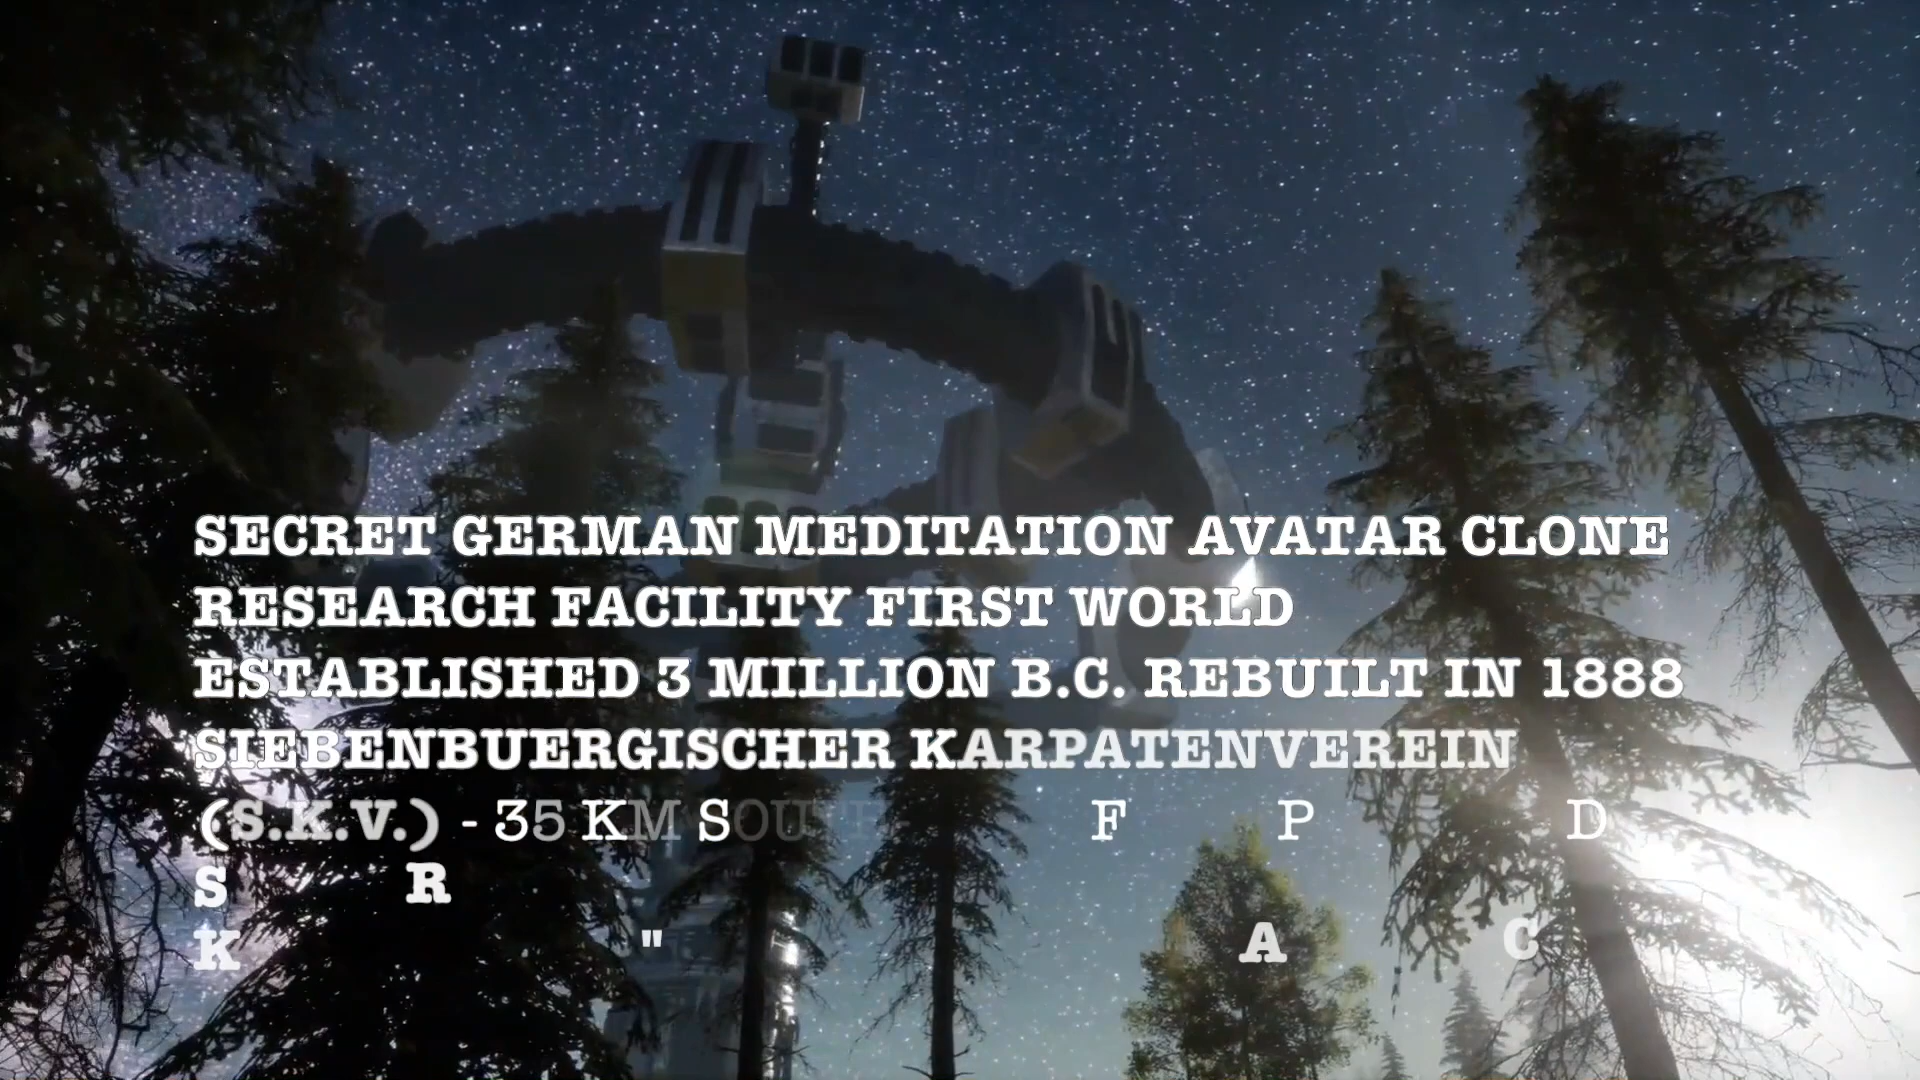 SECRET GERMAN MEDITATION AVATAR CLONE
RESEARCH FACILITY FIRST WORLD
ESTABLISHED 3 MILLION B.C. REBUILT IN 1888
SIEBENBUERGISCHER KARPATENVEREIN
(S.K.V.) - 35 KM SOUTH F P D
S R
K " A C